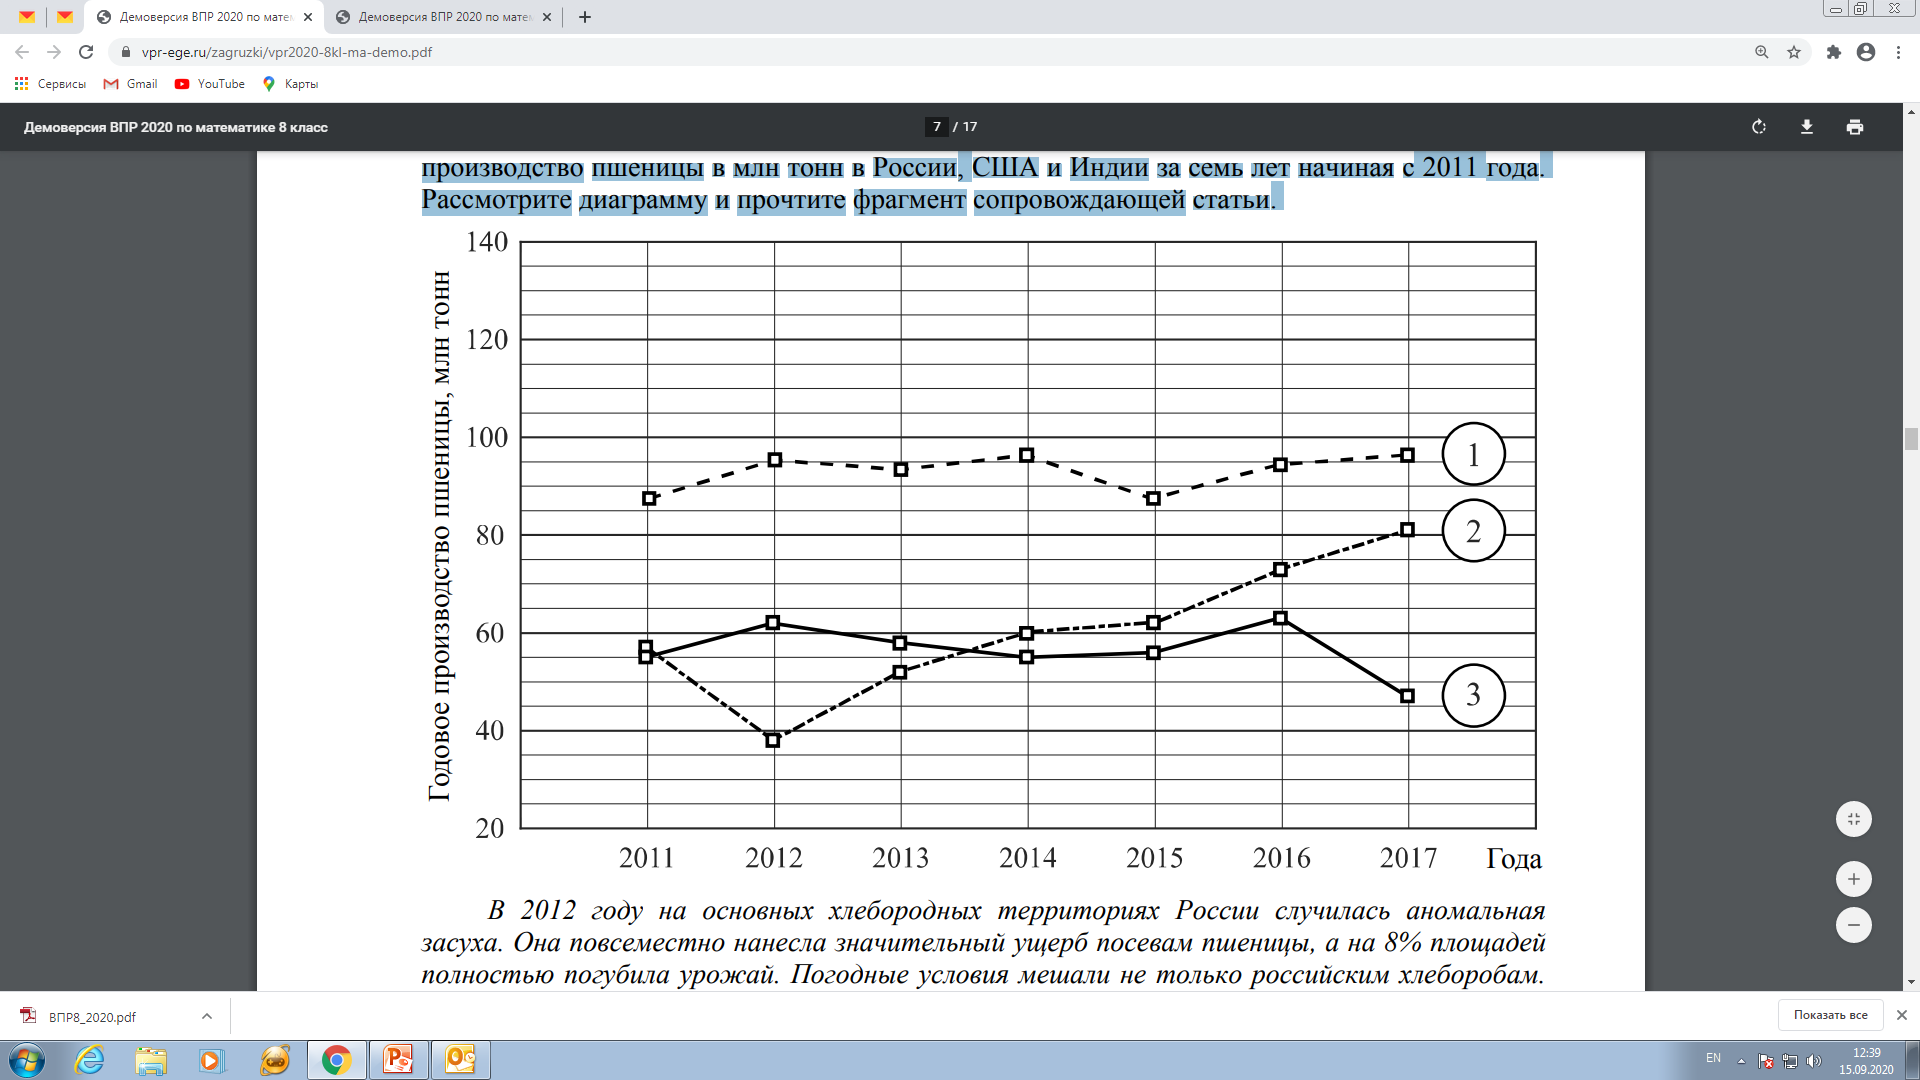 Демоверсия ВПР 2020 по матем
Демоверсия ВПР 2020 по матем
vpr-ege.ru/zagruzki/vpr2020-8kl-ma-demo.pdf
Сервисы Gmail YouTube Карты
Демоверсия ВПР 2020 по математике 8 класс
7 / 17
производство пшеницы в млн тонн в России, США и Индии за семь лет начиная с 2011 года.
Рассмотрите диаграмму и прочтите фрагмент сопровождающей статьи.
Годовое производство пшеницы, млн тонн
140
120
100
80
60
40
20
1
2
3
2011 2012 2013 2014 2015 2016 2017 Года
В 2012 году на основных хлебородных территориях России случилась аномальная
засуха. Она повсеместно нанесла значительный ущерб посевам пшеницы, а на 8% площадей
полностью погубила урожай. Погодные условия мешали не только российским хлеборобам.
ВПР8_2020.pdf
Показать все
EN
12:39
15.09.2020